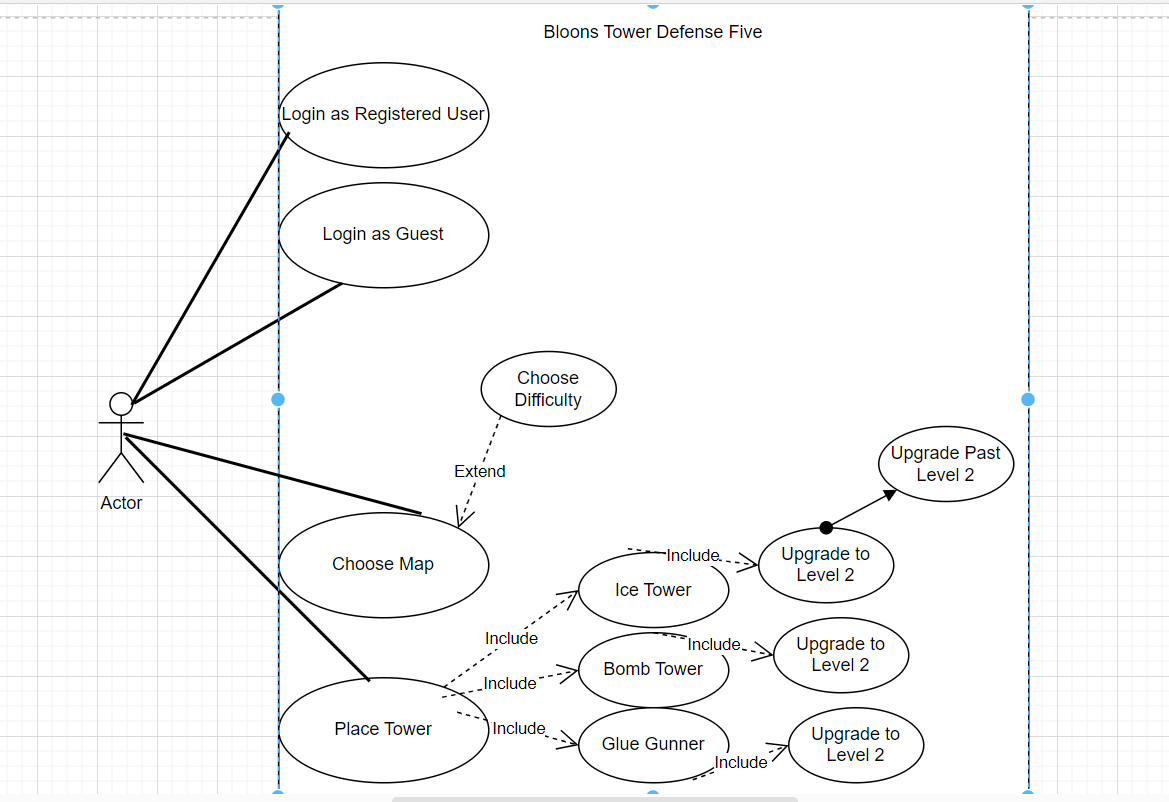 Bloons Tower Defense Five
Login as Registered User
Login as Guest
Choose
Difficulty
Extend
Actor
Choose Map
Upgrade Past
Level 2
Include
Upgrade to
Level 2
Ice Tower
Include
Include
Upgrade to
Level 2
Bomb Tower
Include
Place Tower
Include
Glue Gunner
Include
Upgrade to
Level 2